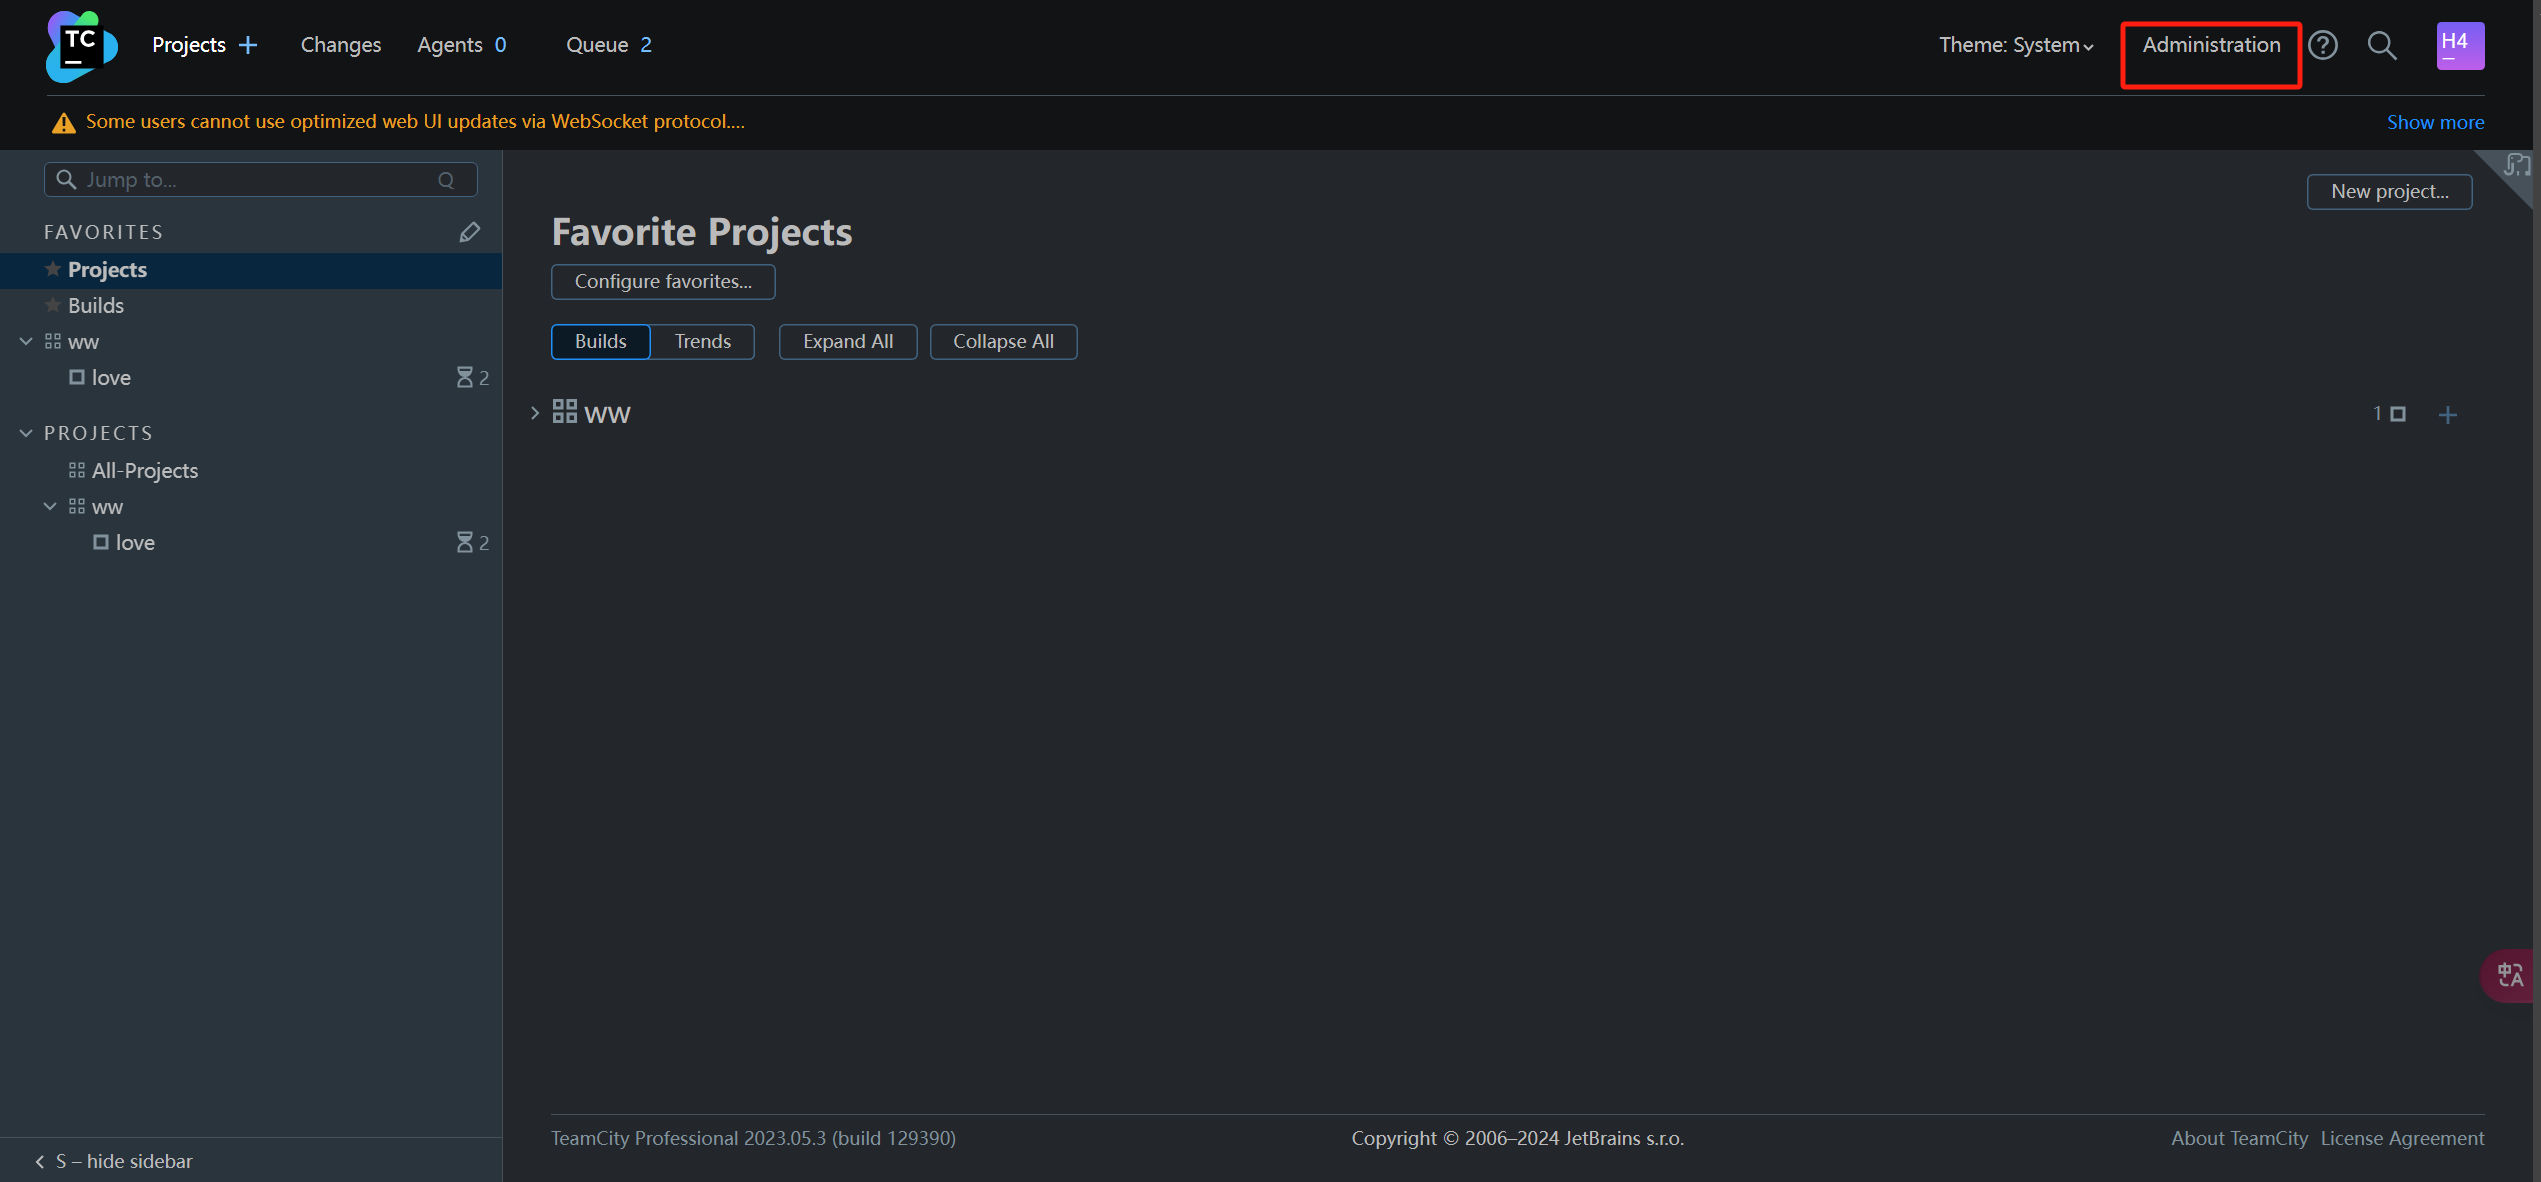 TC
Projects
Changes
Agents 0
Queue 2
Theme: System
Administration
H4
Some users cannot use optimized web UI updates via WebSocket protocol....
Show more
Jump to...
Q
New project...
FAVORITES
Projects
Builds
ww
love
2
PROJECTS
All-Projects
ww
love
2
Favorite Projects
Configure favorites...
Builds
Trends
Expand All
Collapse All
ww
1
中A
TeamCity Professional 2023.05.3 (build 129390)
Copyright © 2006–2024 JetBrains s.r.o.
About TeamCity
License Agreement
S – hide sidebar